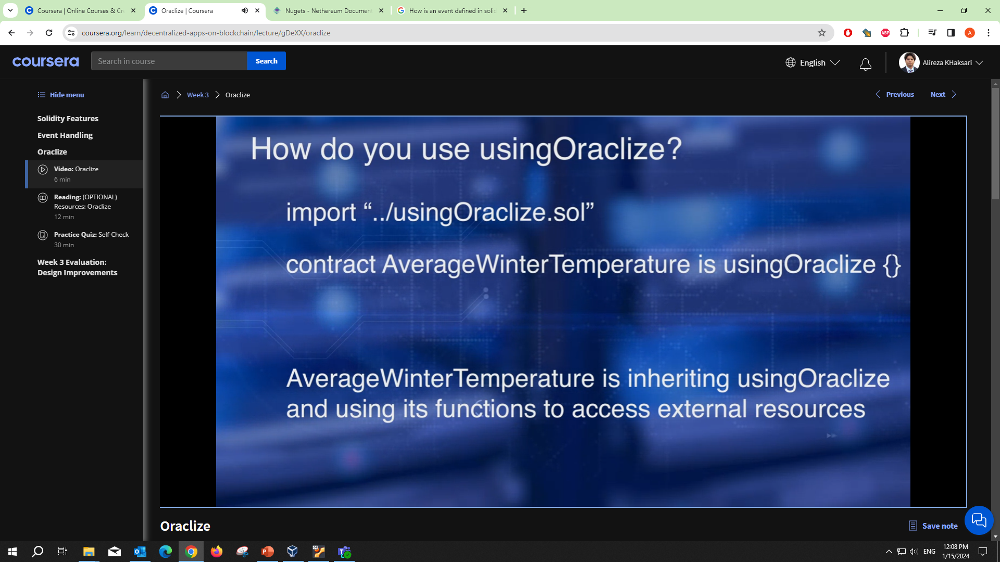 Coursera | Online Courses & Cr
Oraclize | Coursera
Nugets - Nethereum Document
How is an event defined in soli
coursera.org/learn/decentralized-apps-on-blockchain/lecture/gDeXX/oraclize
ABP
A
coursera
Search in course
Search
English
Alireza KHaksari
Hide menu
Week 3
Oraclize
Previous
Next
Solidity Features
Event Handling
Oraclize
Video: Oraclize
6 min
Reading: (OPTIONAL)
Resources: Oraclize
12 min
Practice Quiz: Self-Check
30 min
Week 3 Evaluation:
Design Improvements
How do you use usingOraclize?
import “../usingOraclize.sol”
contract AverageWinterTemperature is usingOraclize {}
AverageWinterTemperature is inheriting usingOraclize
and using its functions to access external resources
Oraclize
Save note
ENG
12:08 PM
1/15/2024